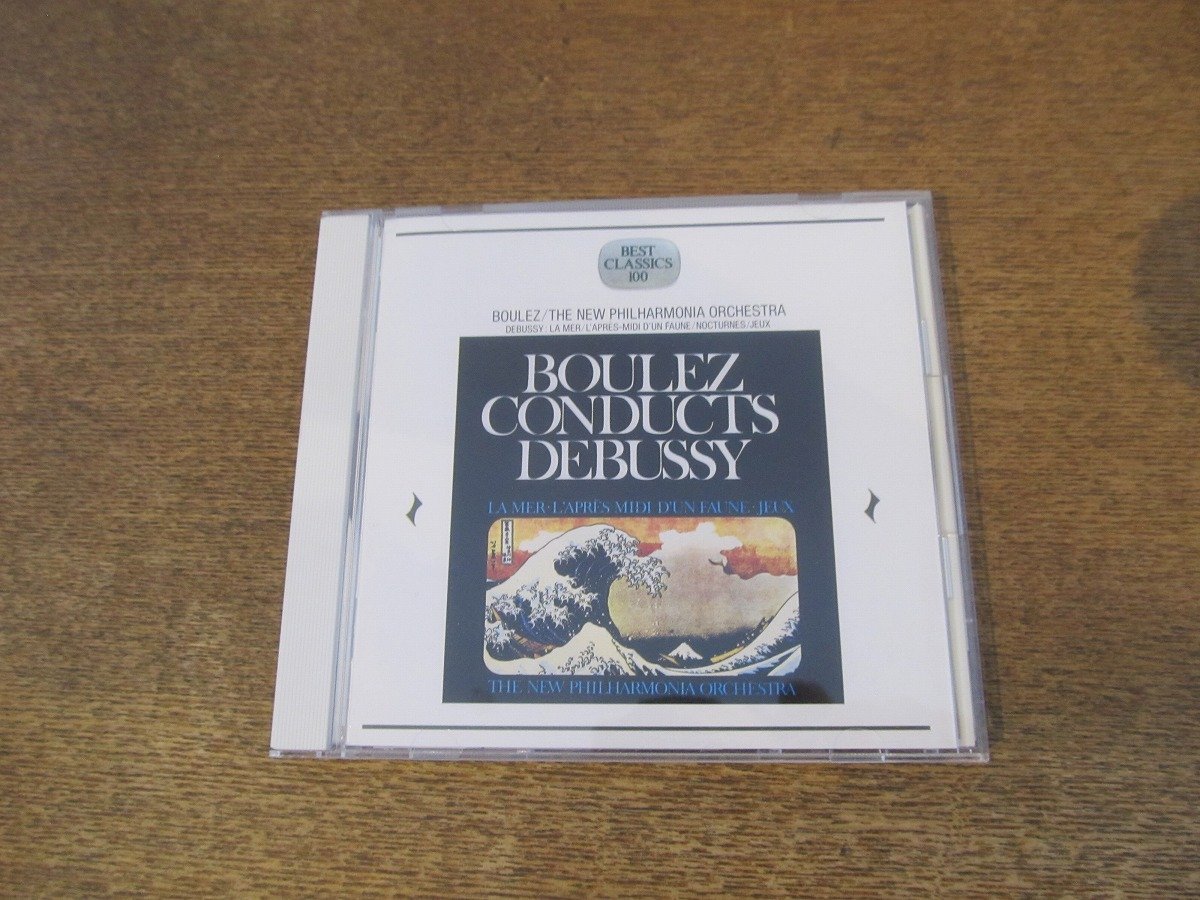 BEST
CLASSICS
100
BOULEZ/THE NEW PHILHARMONIA ORCHESTRA
DEBUSSY: LA MER/L'APRES-MIDI D'UN FAUNE/NOCTURNES/JEUX
BOULEZ
CONDUCTS
DEBUSSY
LA MER · L'APRÈS MIDI D'UN FAUNE · JEUX
THE NEW PHILHARMONIA ORCHESTRA